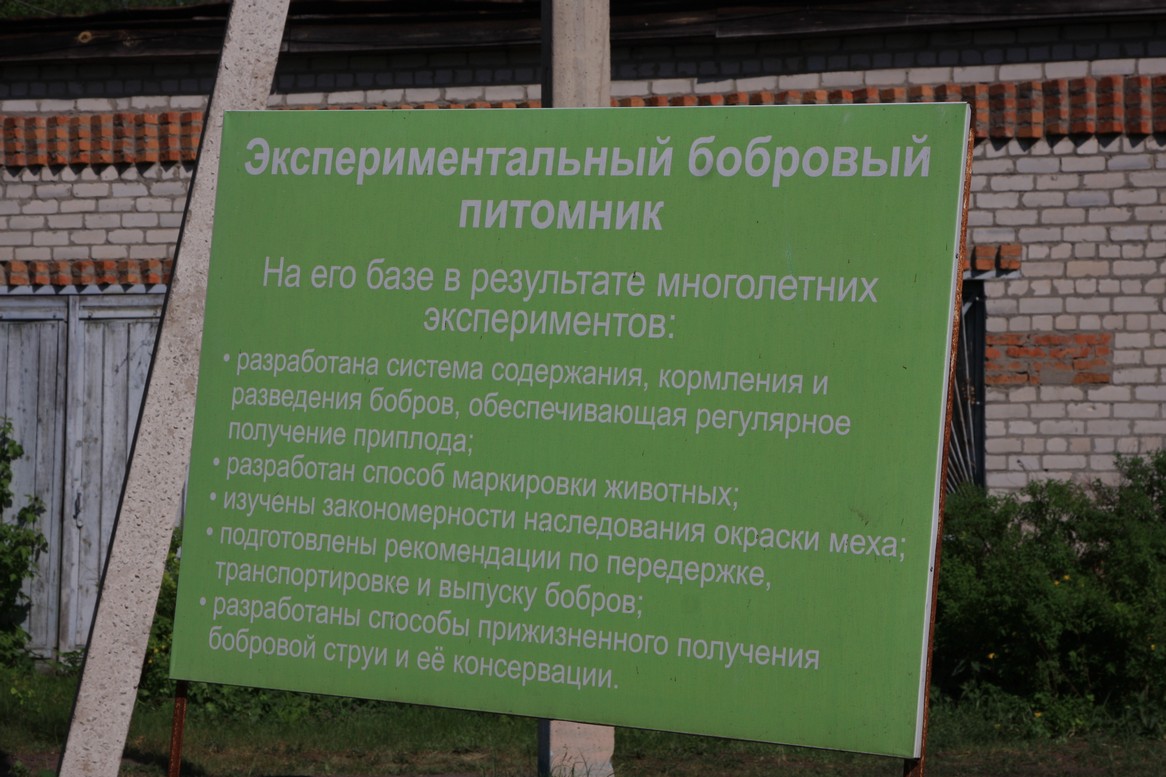 Экспериментальный бобровый
питомник
На его базе в результате многолетних
экспериментов:
• разработана система содержания, кормления и
разведения бобров, обеспечивающая регулярное
получение приплода;
• разработан способ маркировки животных;
• изучены закономерности наследования окраски меха;
• подготовлены рекомендации по передержке,
транспортировке и выпуску бобров;
• разработаны способы прижизненного получения
бобровой струи и её консервации.